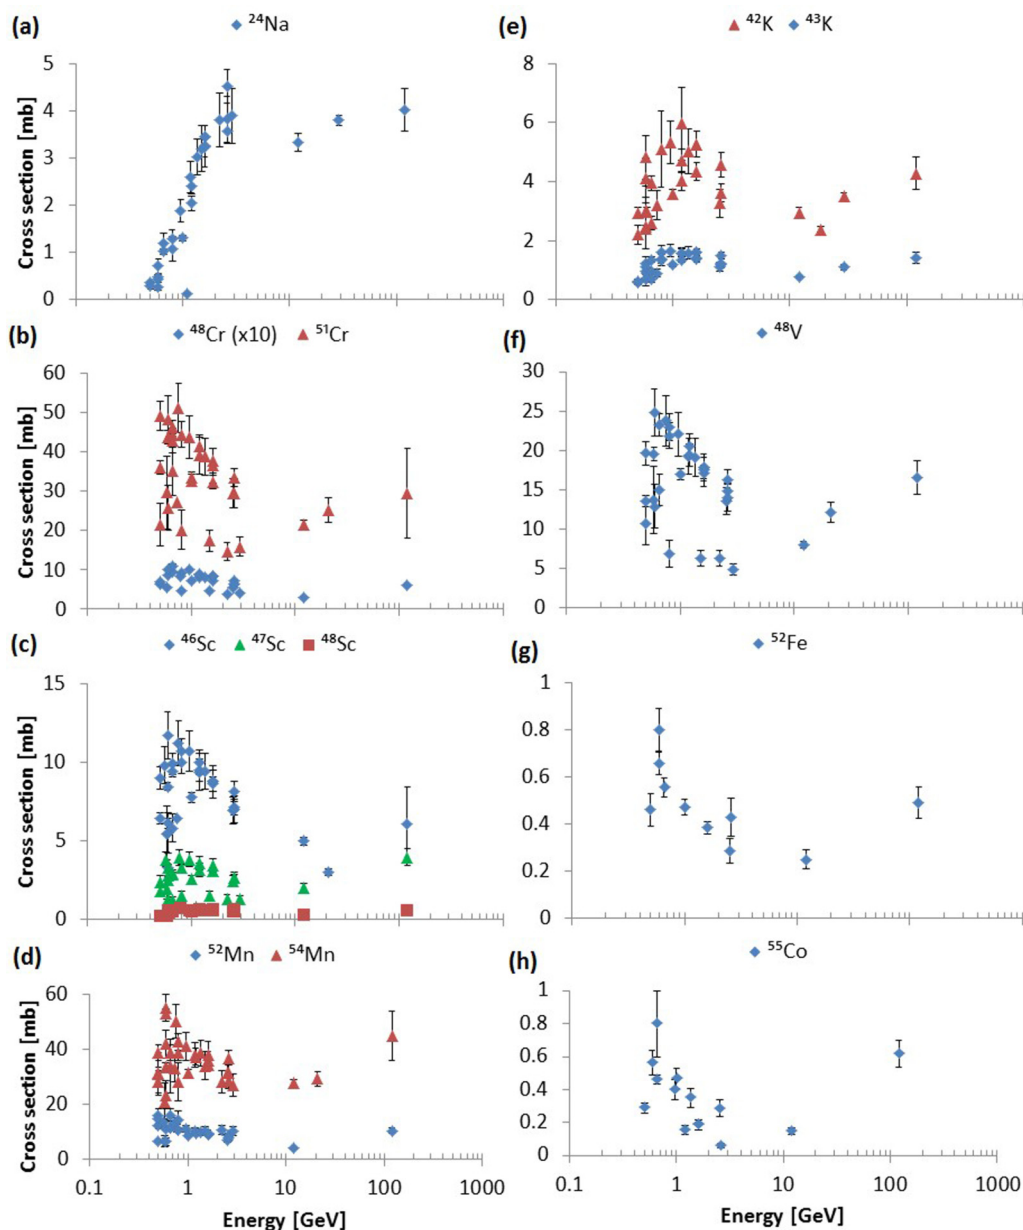 (a)
◆ ²⁴Na
Cross section [mb]
5
4
3
2
1
0
(e)
▲ ⁴²K ◆ ⁴³K
8
6
4
2
0
(b)
◆ ⁴⁸Cr (x10) ▲ ⁵¹Cr
Cross section [mb]
60
50
40
30
20
10
0
(f)
◆ ⁴⁸V
30
25
20
15
10
5
0
(c)
◆ ⁴⁶Sc ▲ ⁴⁷Sc ■ ⁴⁸Sc
Cross section [mb]
15
10
5
0
(g)
◆ ⁵²Fe
1
0.8
0.6
0.4
0.2
0
(d)
◆ ⁵²Mn ▲ ⁵⁴Mn
Cross section [mb]
60
40
20
0
0.1 1 10 100 1000
Energy [GeV]
(h)
◆ ⁵⁵Co
1
0.8
0.6
0.4
0.2
0
0.1 1 10 100 1000
Energy [GeV]